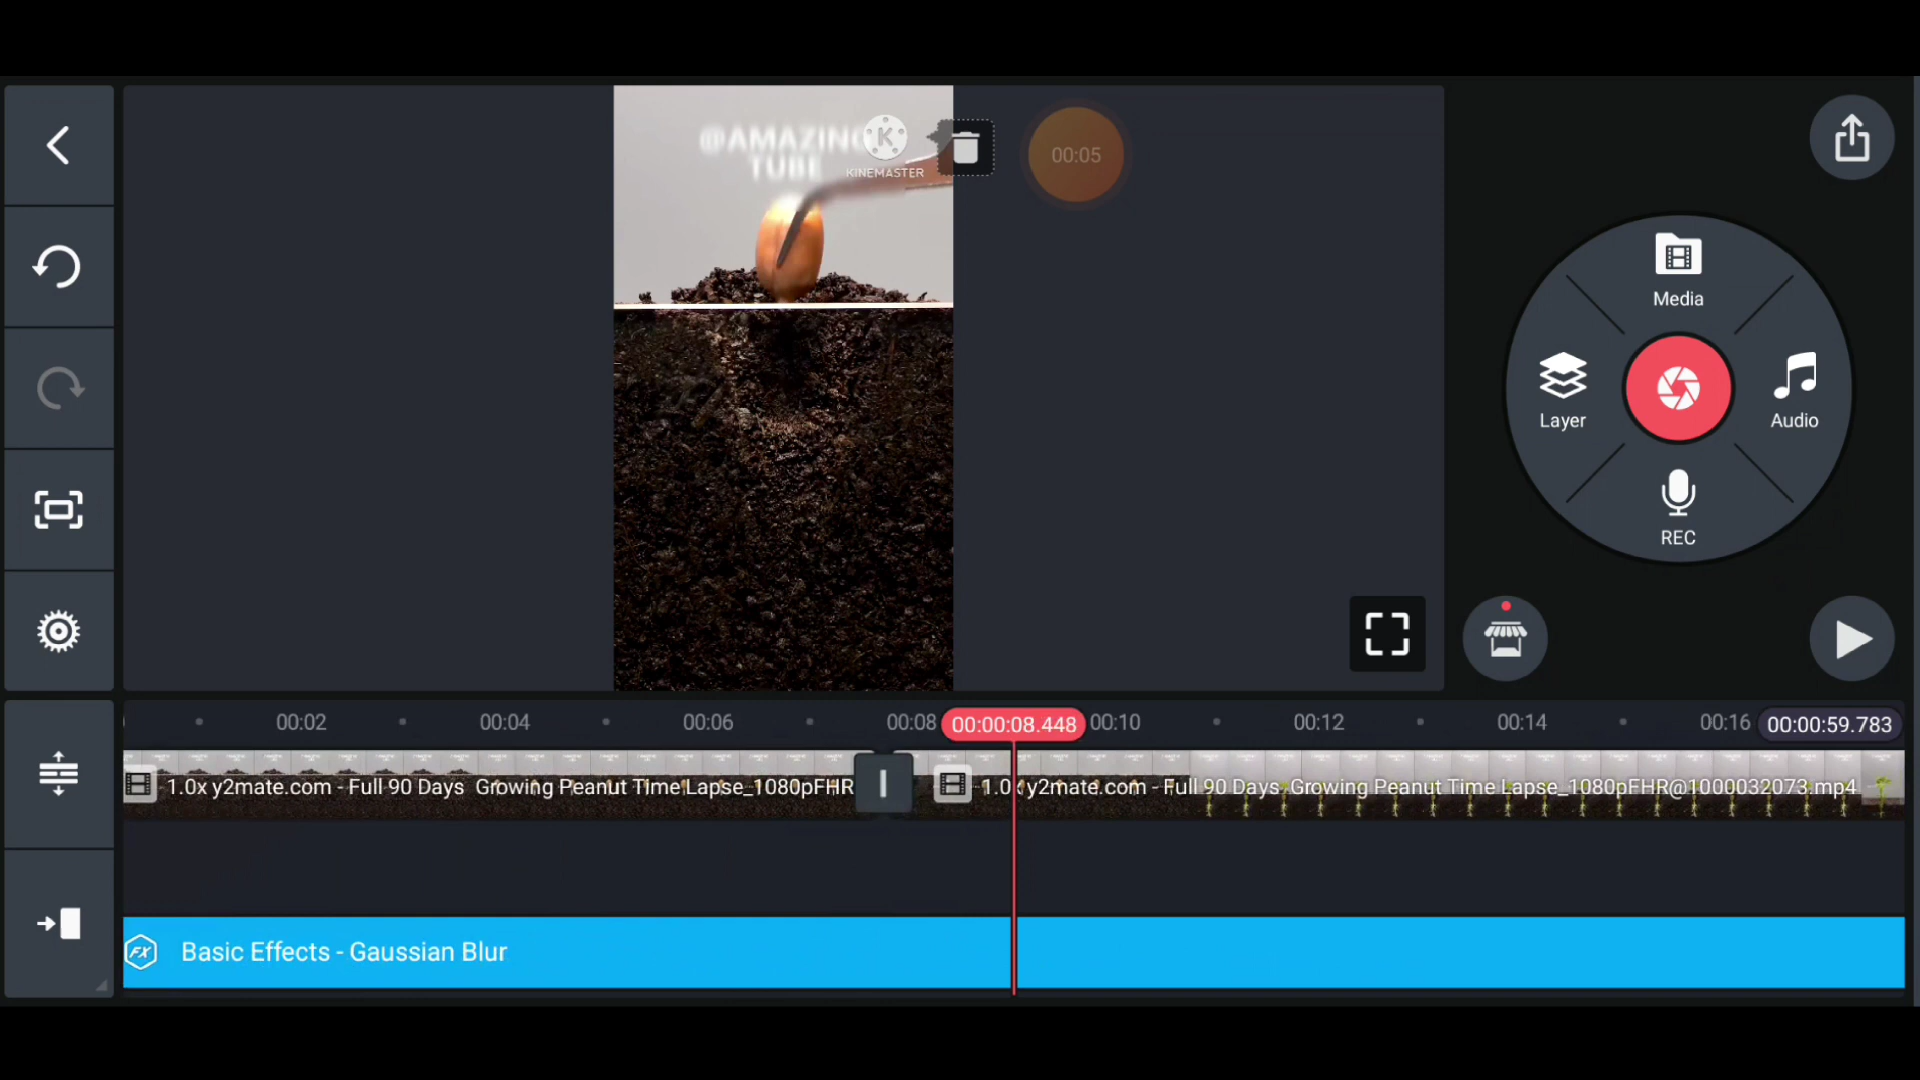 @AMAZING
TUBE
KINEMASTER
00:05
Media
Layer
Audio
REC
00:02
00:04
00:06
00:08
00:00:08.448
00:10
00:12
00:14
00:16
00:00:59.783
1.0x y2mate.com - Full 90 Days Growing Peanut Time Lapse_1080pFHR
1.0 y2mate.com - Full 90 Days Growing Peanut Time Lapse_1080pFHR@1000032073.mp4
FX
Basic Effects - Gaussian Blur